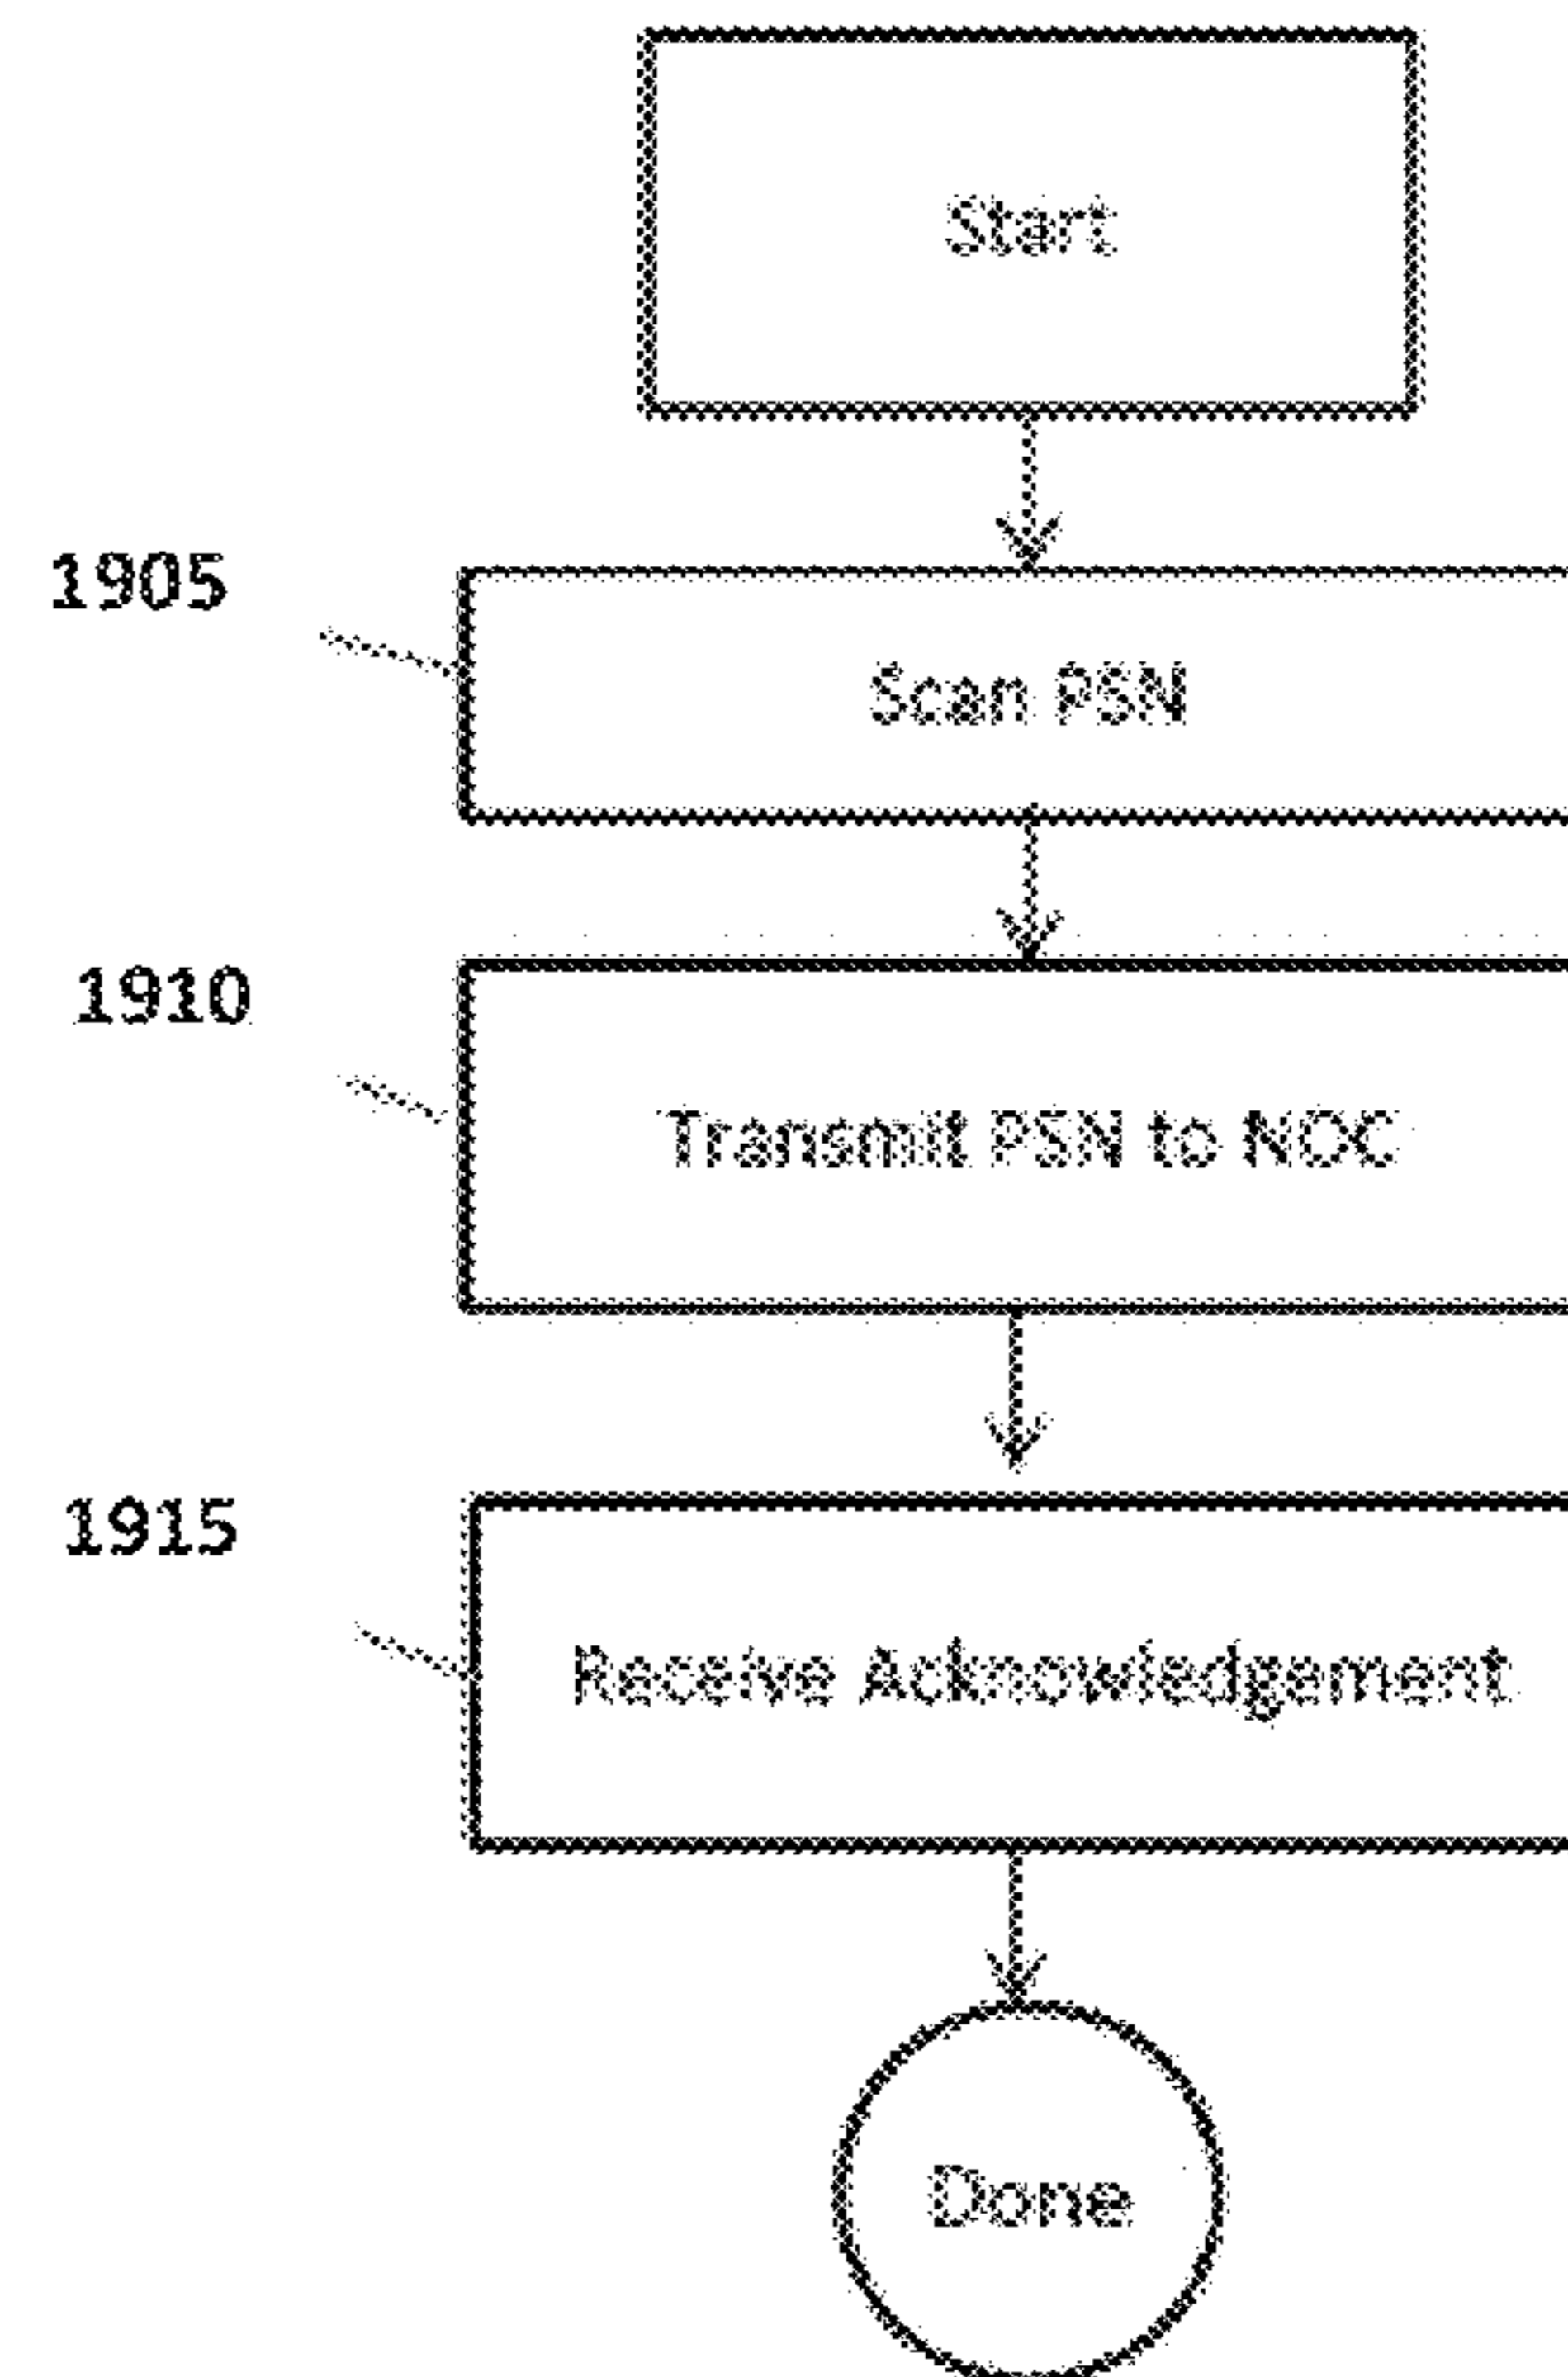 Start
1905
Scan PSN
1910
Transmit PSN to NOC
1915
Receive Acknowledgement
Done